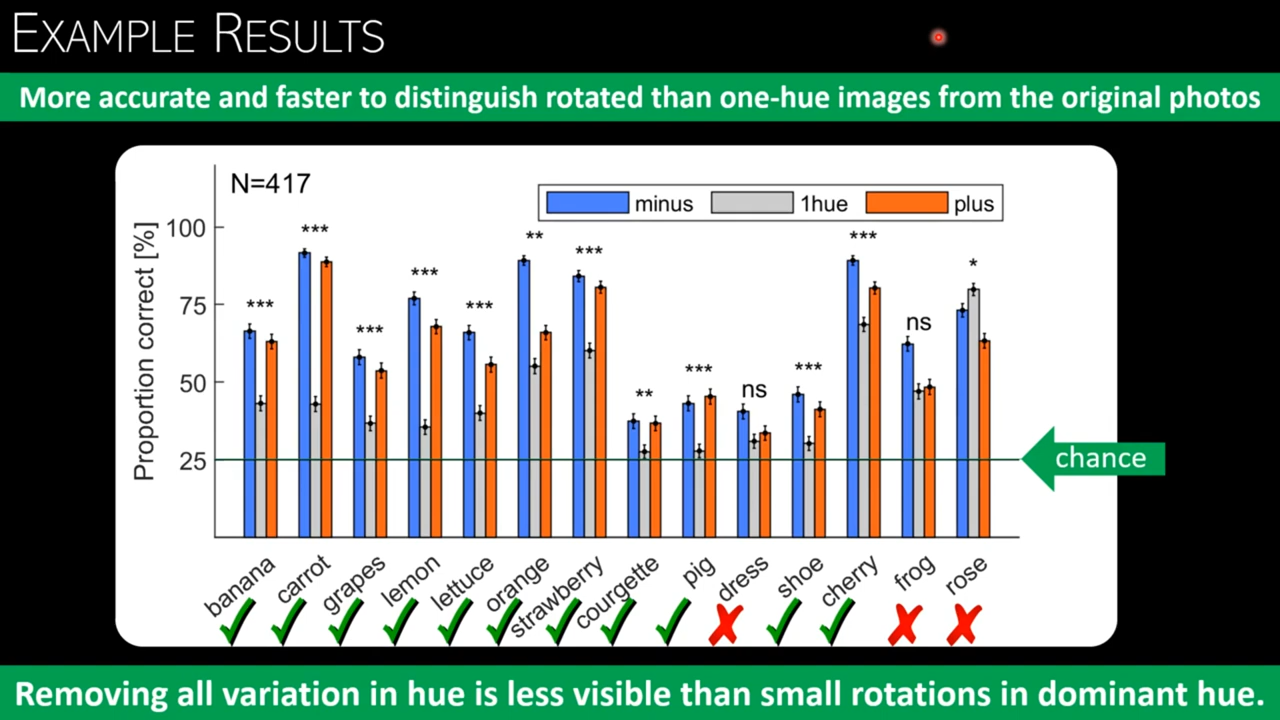 EXAMPLE RESULTS
More accurate and faster to distinguish rotated than one-hue images from the original photos
N=417
minus 1hue plus
Proportion correct [%]
100
75
50
25
*** *** *** *** *** ** *** ** *** ns *** *** ns *
chance
banana carrot grapes lemon lettuce orange strawberry courgette pig dress shoe cherry frog rose
Removing all variation in hue is less visible than small rotations in dominant hue.